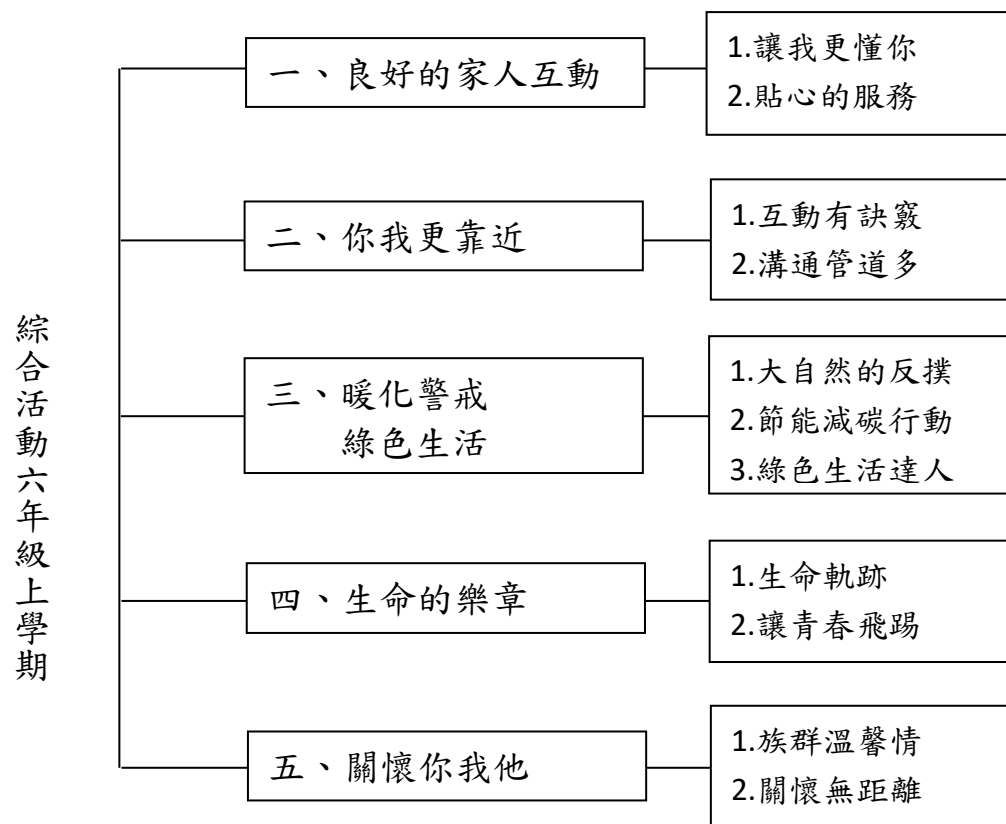 綜合活動六年級上學期
一、良好的家人互動
1.讓我更懂你
2.貼心的服務
二、你我更靠近
1.互動有訣竅
2.溝通管道多
三、暖化警戒
綠色生活
1.大自然的反撲
2.節能減碳行動
3.綠色生活達人
四、生命的樂章
1.生命軌跡
2.讓青春飛踢
五、關懷你我他
1.族群溫馨情
2.關懷無距離